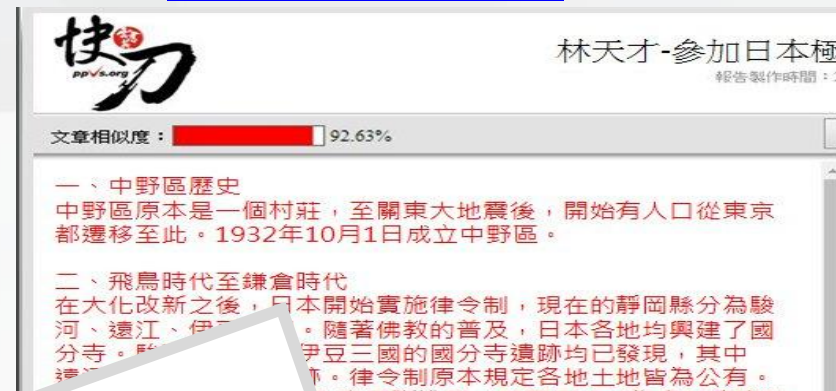 快刀
ppvs.org
林天才-參加日本極
報告製作時間：
文章相似度：92.63%
一、中野區歷史
中野區原本是一個村莊，至關東大地震後，開始有人口從東京
都遷移至此。1932年10月1日成立中野區。
二、飛鳥時代至鎌倉時代
在大化改新之後，日本開始實施律令制，現在的靜岡縣分為駿
河、遠江、伊 。隨著佛教的普及，日本各地均興建了國
分寺。 伊豆三國的國分寺遺跡均已發現，其中
。律令制原本規定各地土地皆為公有。